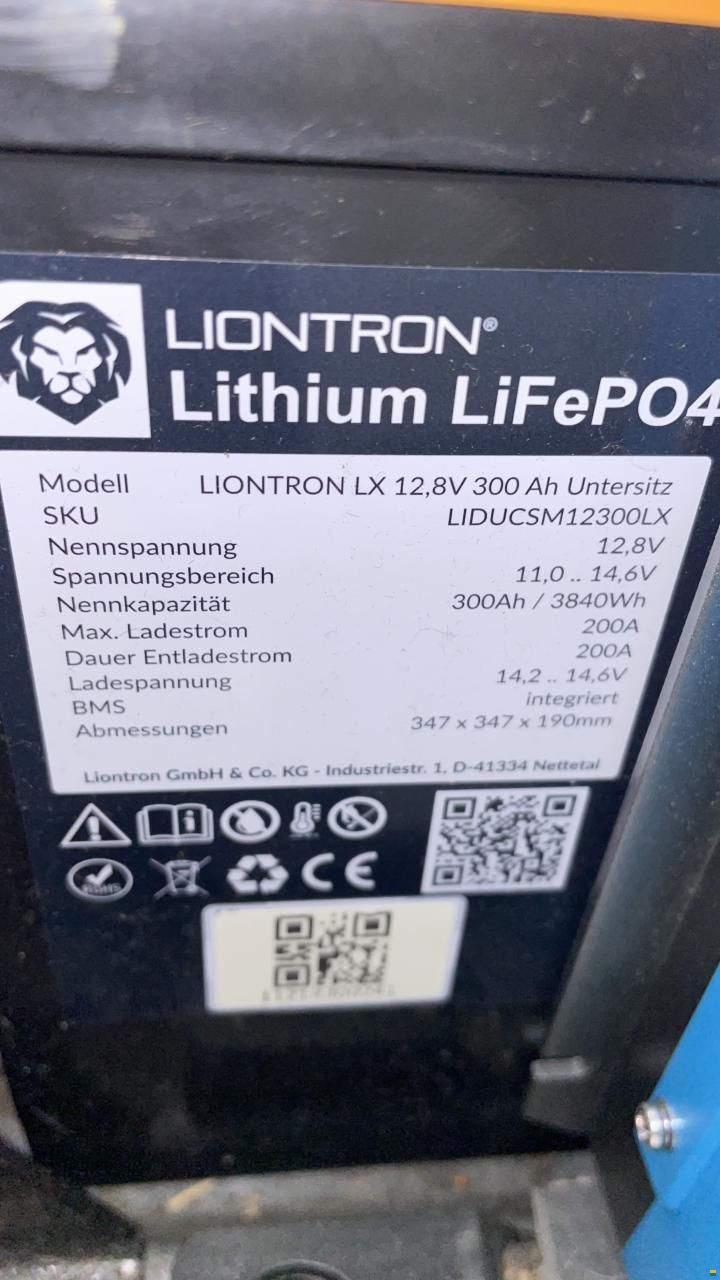 LIONTRON®
Lithium LiFePO4
Modell LIONTRON LX 12,8V 300 Ah Untersitz
SKU LIDUCSM12300LX
Nennspannung 12,8V
Spannungsbereich 11,0 .. 14,6V
Nennkapazität 300Ah / 3840Wh
Max. Ladestrom 200A
Dauer Entladestrom 200A
Ladespannung 14,2 .. 14,6V
BMS integriert
Abmessungen 347 x 347 x 190mm
Liontron GmbH & Co. KG - Industriestr. 1, D-41334 Nettetal
RoHS
CE